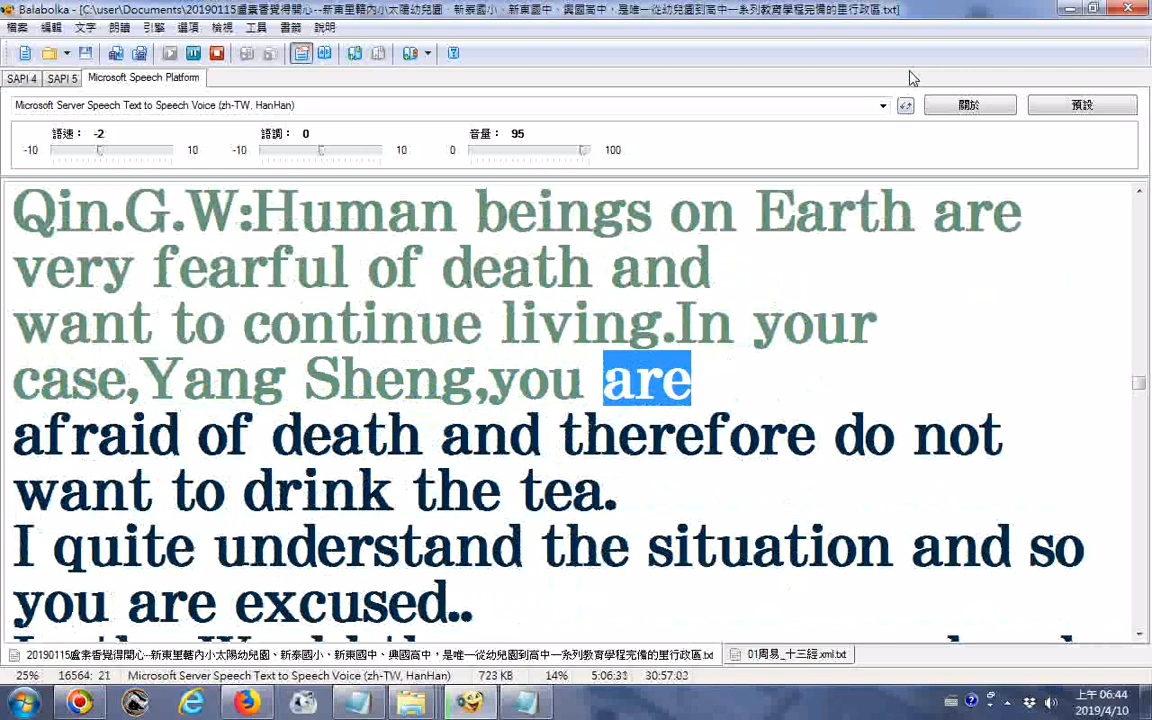 Balabolka - [C:\user\Documents\20190115盧素香覺得開心--新東里轄內小太陽幼兒園、新泰國小、新東國中、興國高中，是唯一從幼兒園到高中一系列教育學程完備的里行政區.txt]
檔案 編輯 文字 朗讀 引擎 選項 檢視 工具 書籤 說明
SAPI 4 SAPI 5 Microsoft Speech Platform
Microsoft Server Speech Text to Speech Voice (zh-TW, HanHan) 關於 預設
語速： -2 語調： 0 音量： 95
-10 10 -10 10 0 100
Qin.G.W:Human beings on Earth are
very fearful of death and
want to continue living.In your
case,Yang Sheng,you are
afraid of death and therefore do not
want to drink the tea.
I quite understand the situation and so
you are excused..
20190115盧素香覺得開心--新東里轄內小太陽幼兒園、新泰國小、新東國中、興國高中，是唯一從幼兒園到高中一系列教育學程完備的里行政區.txt 01周易_十三經.xml.txt
25% 16564: 21 Microsoft Server Speech Text to Speech Voice (zh-TW, HanHan) 723 KB 14% 5:06:31 30:57:03
上午 06:44
2019/4/10